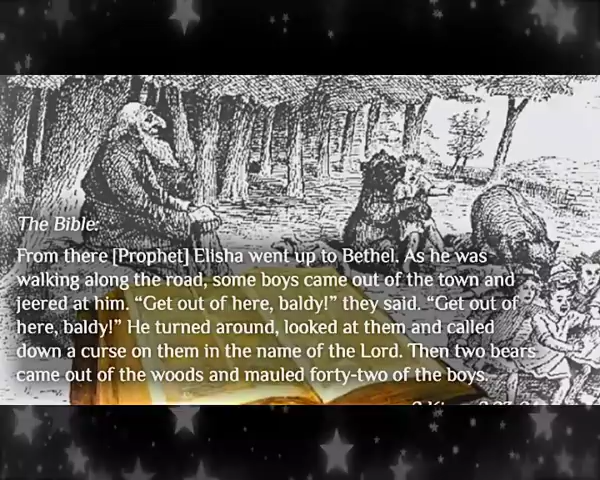 The Bible:
From there [Prophet] Elisha went up to Bethel. As he was
walking along the road, some boys came out of the town and
jeered at him. “Get out of here, baldy!” they said. “Get out of
here, baldy!” He turned around, looked at them and called
down a curse on them in the name of the Lord. Then two bears
came out of the woods and mauled forty-two of the boys.